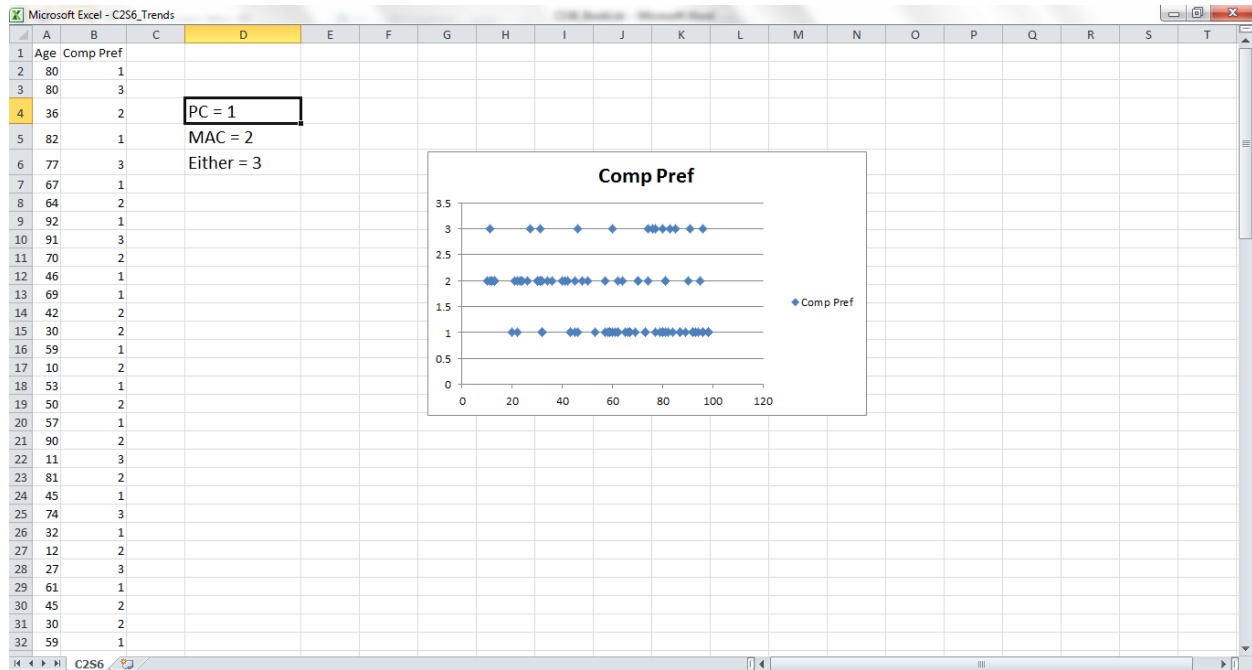 Microsoft Excel - C2S6_Trends
A B C D E F G H I J K L M N O P Q R S T
1 Age Comp Pref
2 80 1
3 80 3
4 36 2 PC = 1
5 82 1 MAC = 2
6 77 3 Either = 3
7 67 1
8 64 2
9 92 1
10 91 3
11 70 2
12 46 1
13 69 1
14 42 2
15 30 2
16 59 1
17 10 2
18 53 1
19 50 2
20 57 1
21 90 2
22 11 3
23 81 2
24 45 1
25 74 3
26 32 1
27 12 2
28 27 3
29 61 1
30 45 2
31 30 2
32 59 1
Comp Pref
3.5
3
2.5
2
1.5
1
0.5
0
0 20 40 60 80 100 120
Comp Pref
C2S6